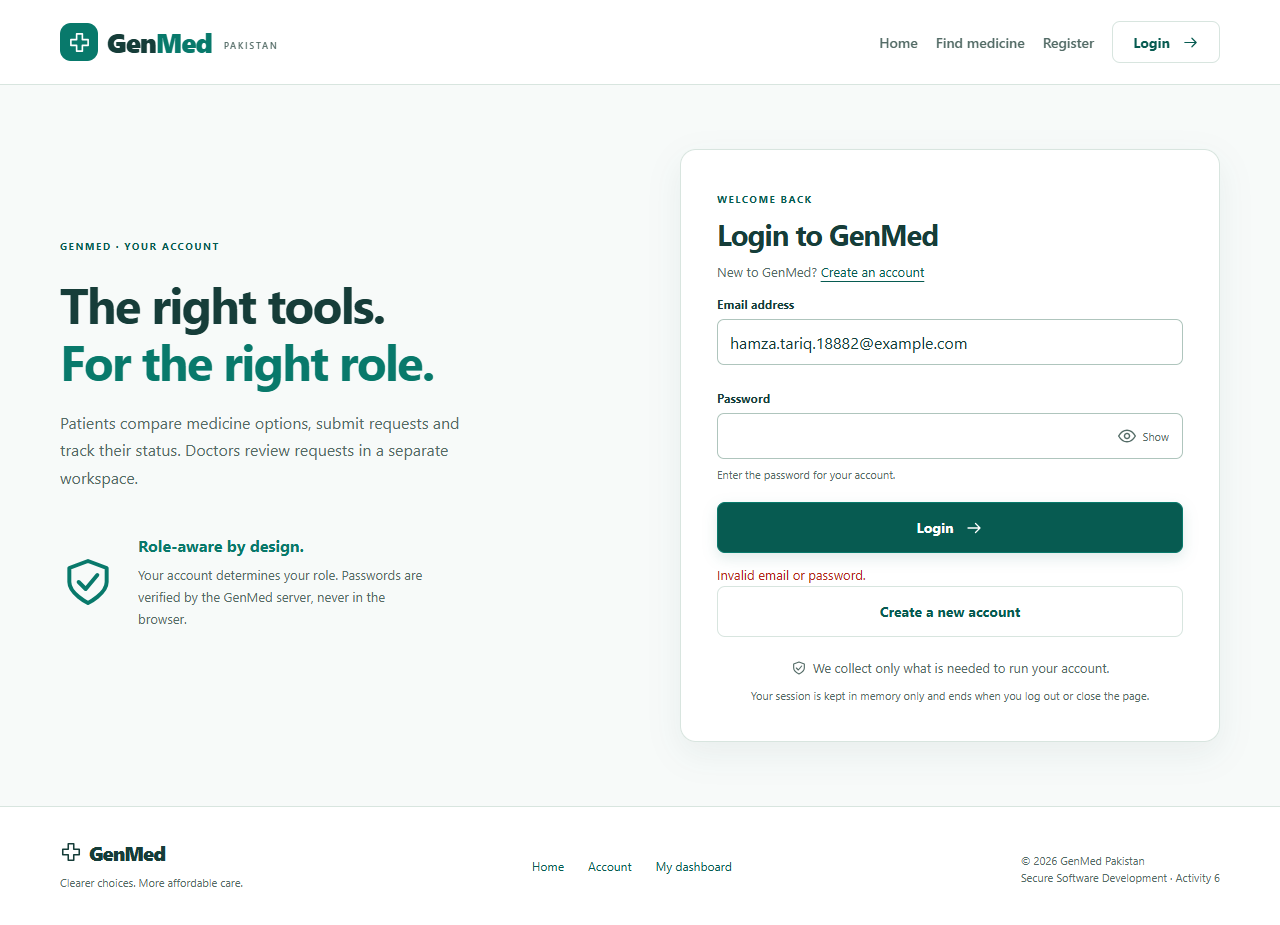 GenMed PAKISTAN
Home
Find medicine
Register
Login
GENMED · YOUR ACCOUNT
The right tools.
For the right role.
Patients compare medicine options, submit requests and
track their status. Doctors review requests in a separate
workspace.
Role-aware by design.
Your account determines your role. Passwords are
verified by the GenMed server, never in the
browser.
WELCOME BACK
Login to GenMed
New to GenMed? Create an account
Email address
hamza.tariq.18882@example.com
Password
Show
Enter the password for your account.
Login
Invalid email or password.
Create a new account
We collect only what is needed to run your account.
Your session is kept in memory only and ends when you log out or close the page.
GenMed
Clearer choices. More affordable care.
Home
Account
My dashboard
© 2026 GenMed Pakistan
Secure Software Development · Activity 6